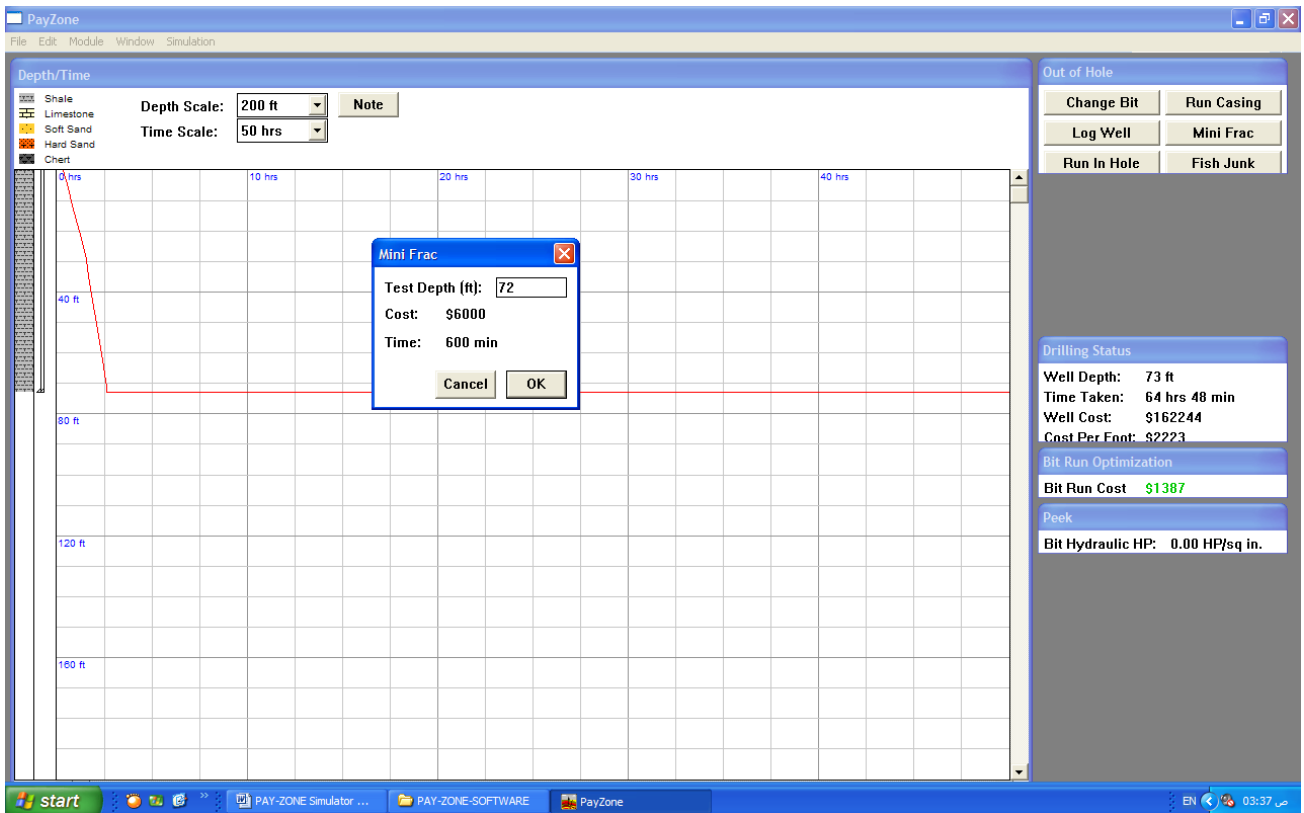 PayZone
File Edit Module Window Simulation
Depth/Time
Shale
Limestone
Soft Sand
Hard Sand
Chert
Depth Scale: 200 ft Note
Time Scale: 50 hrs
0 hrs 10 hrs 20 hrs 30 hrs 40 hrs
40 ft
80 ft
120 ft
160 ft
Mini Frac
Test Depth (ft): 72
Cost: $6000
Time: 600 min
Cancel OK
Out of Hole
Change Bit Run Casing
Log Well Mini Frac
Run In Hole Fish Junk
Drilling Status
Well Depth: 73 ft
Time Taken: 64 hrs 48 min
Well Cost: $162244
Cost Per Foot: $2223
Bit Run Optimization
Bit Run Cost $1387
Peek
Bit Hydraulic HP: 0.00 HP/sq in.
start » PAY-ZONE Simulator ... PAY-ZONE-SOFTWARE PayZone EN 03:37 ص